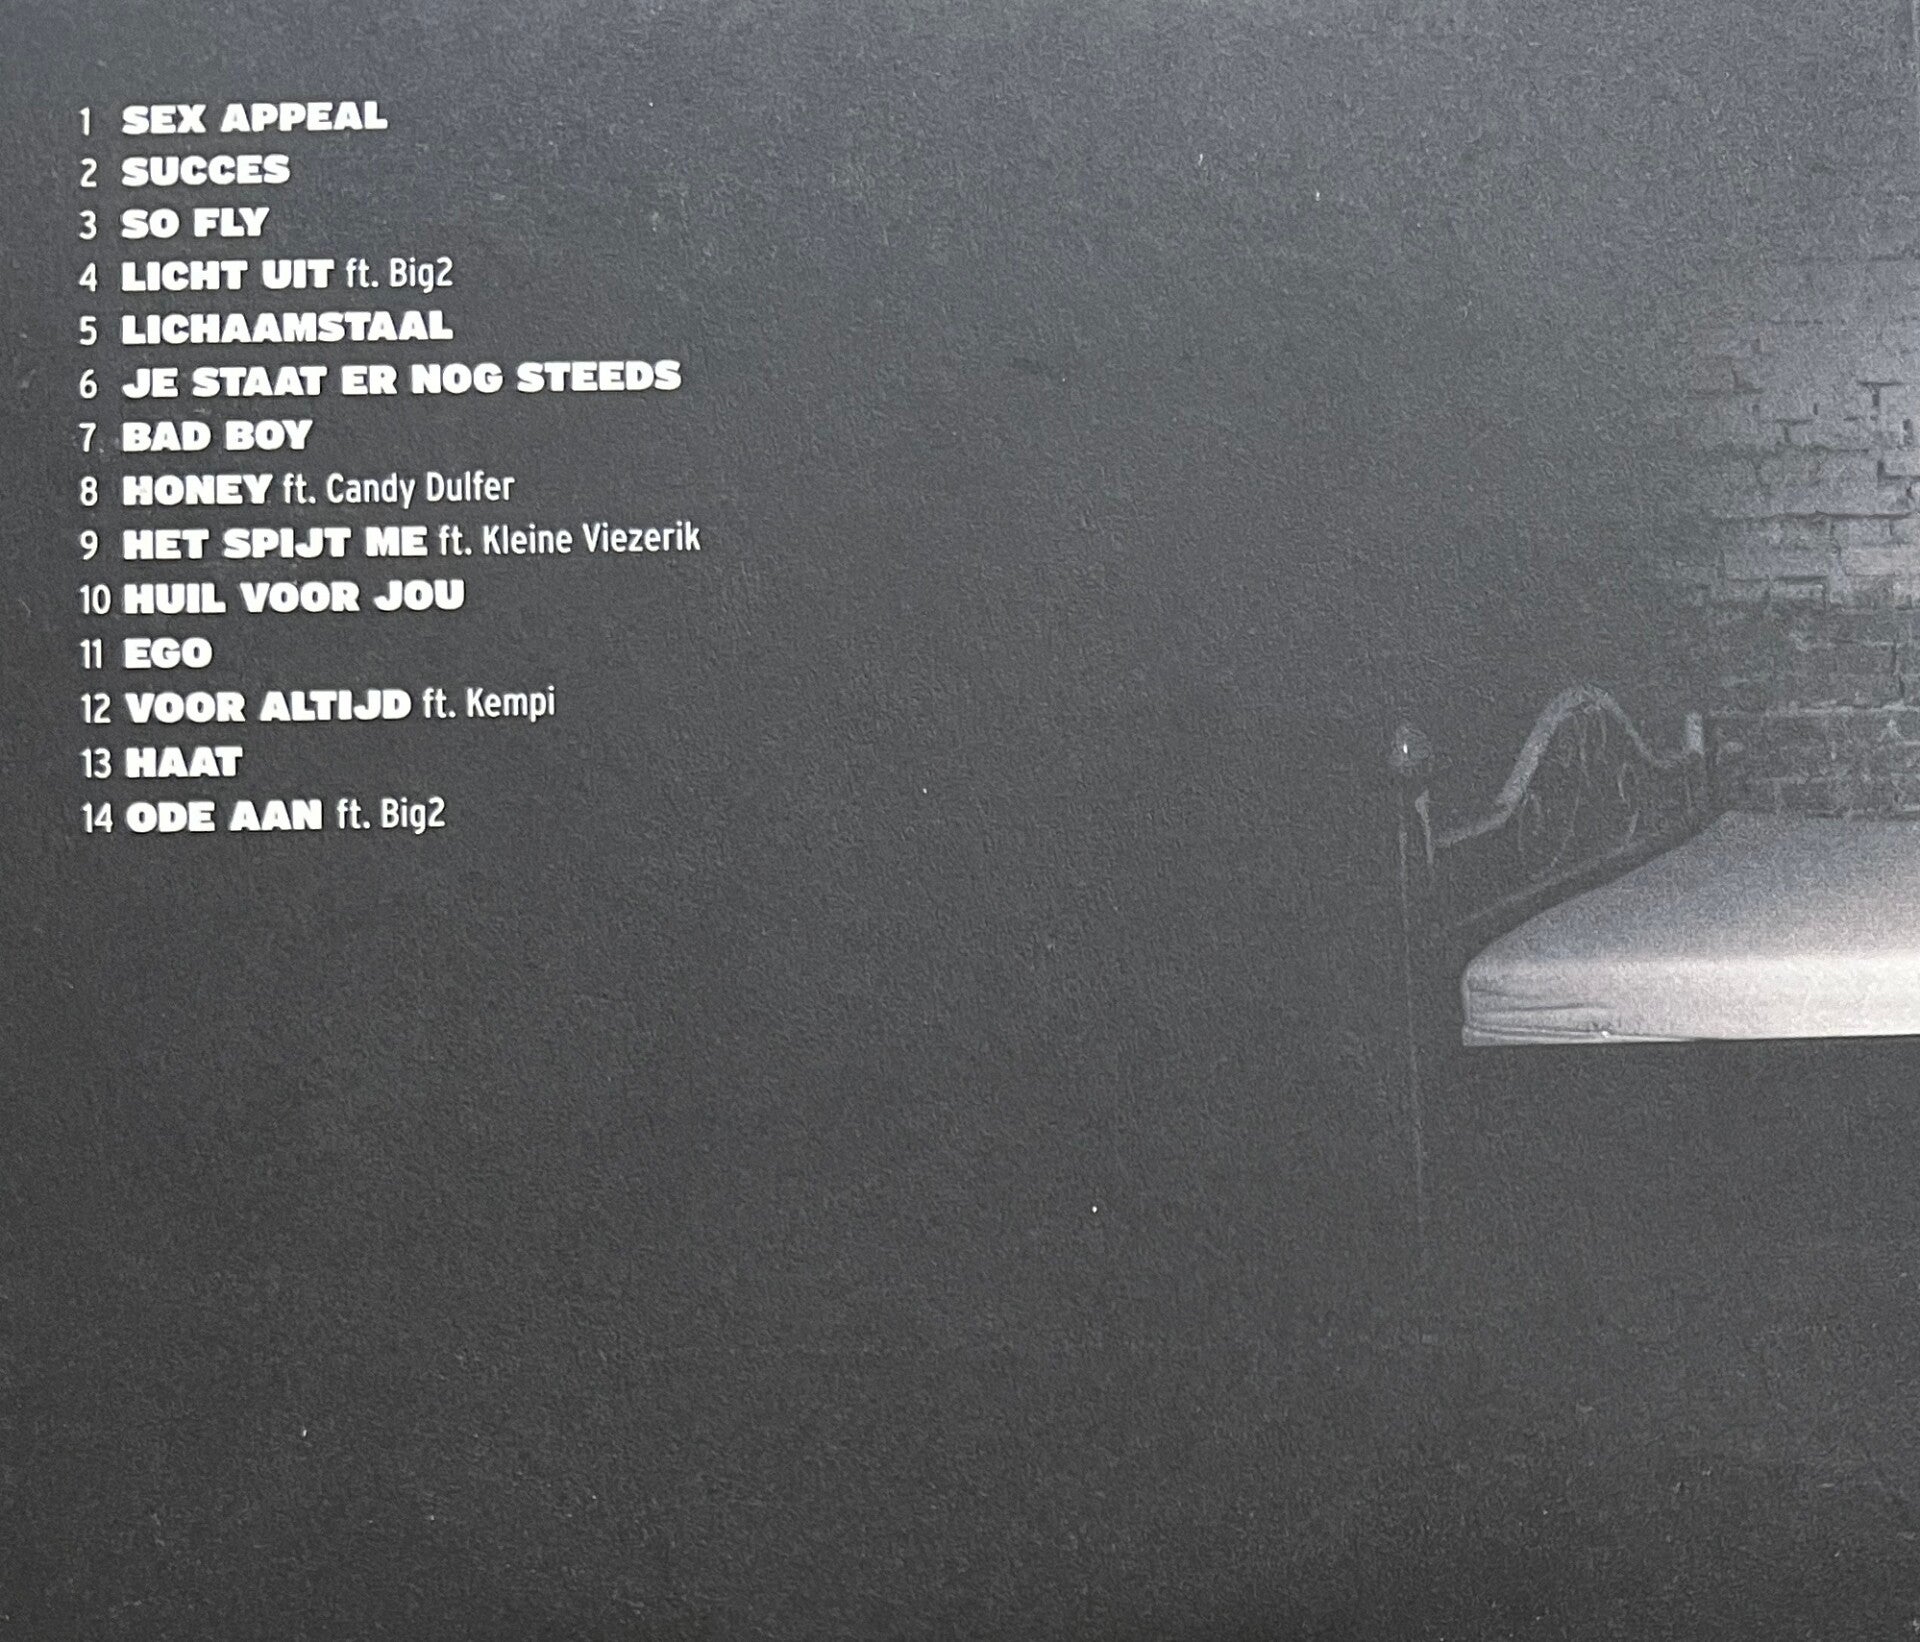 1 SEX APPEAL
2 SUCCES
3 SO FLY
4 LICHT UIT ft. Big2
5 LICHAAMSTAAL
6 JE STAAT ER NOG STEEDS
7 BAD BOY
8 HONEY ft. Candy Dulfer
9 HET SPIJT ME ft. Kleine Viezerik
10 HUIL VOOR JOU
11 EGO
12 VOOR ALTIJD ft. Kempi
13 HAAT
14 ODE AAN ft. Big2